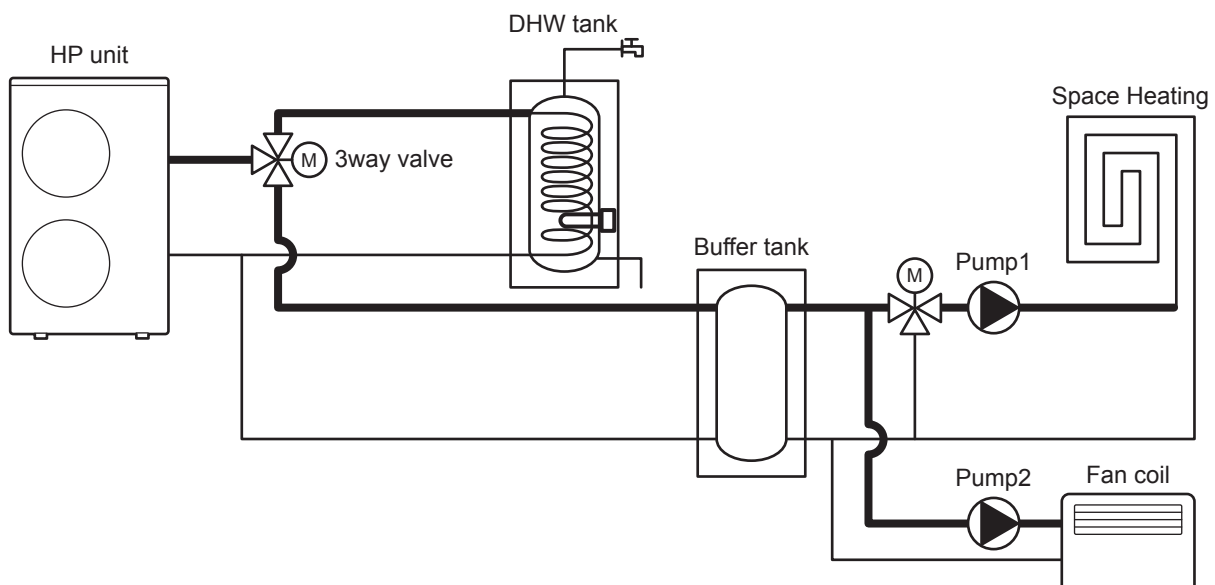 DHW tank
HP unit
Space Heating
M
3way valve
Buffer tank
M
Pump1
Pump2
Fan coil